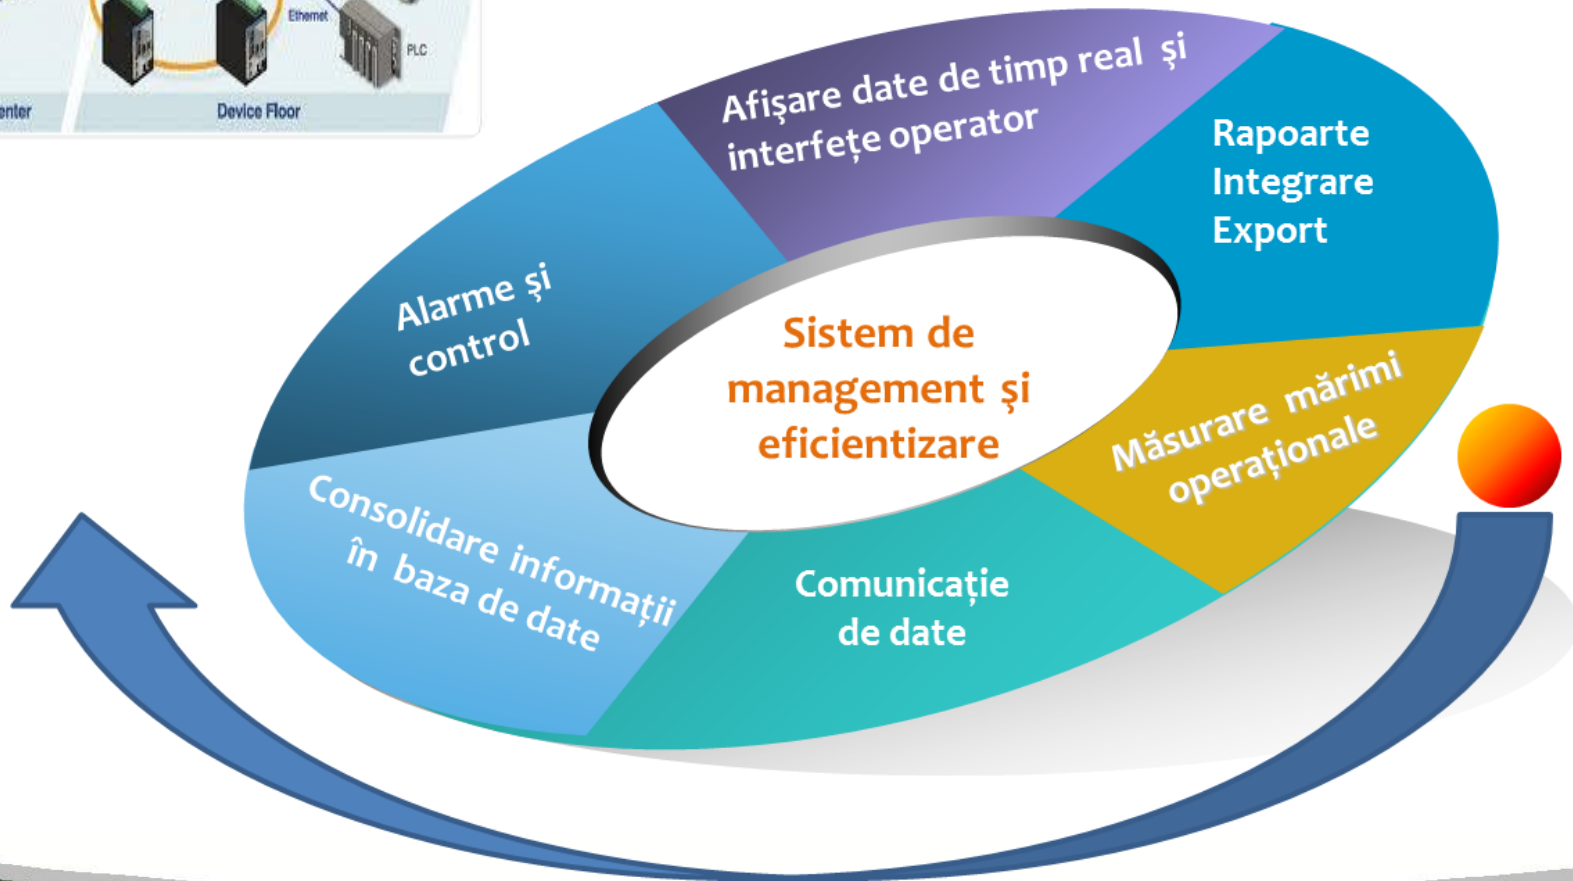 Ethernet
PLC
enter
Device Floor
Afişare date de timp real şi
interfețe operator
Rapoarte
Integrare
Export
Alarme şi
control
Sistem de
management şi
eficientizare
Măsurare mărimi
operaționale
Consolidare informații
în baza de date
Comunicație
de date